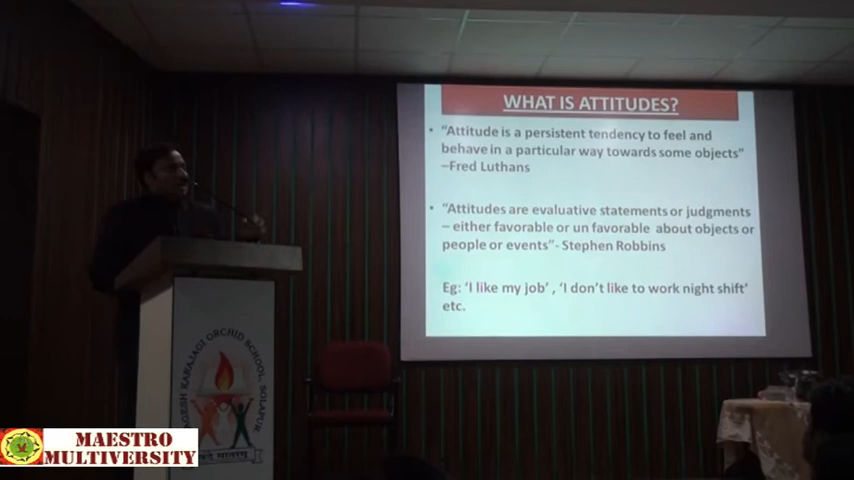 WHAT IS ATTITUDES?
• "Attitude is a persistent tendency to feel and
behave in a particular way towards some objects"
–Fred Luthans
• "Attitudes are evaluative statements or judgments
– either favorable or un favorable about objects or
people or events"- Stephen Robbins
Eg: 'I like my job' , 'I don't like to work night shift'
etc.
KARAJAGI ORCHID SCHOOL, SOLAPUR
MAESTRO
MULTIVERSITY